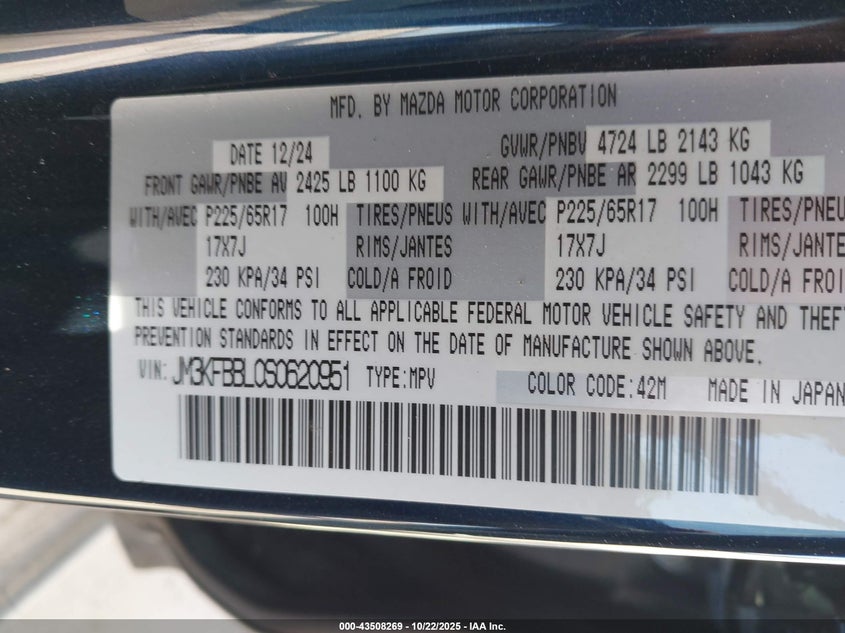 MFD. BY MAZDA MOTOR CORPORATION
DATE 12/24 GVWR/PNBV 4724 LB 2143 KG
FRONT GAWR/PNBE AV 2425 LB 1100 KG REAR GAWR/PNBE AR 2299 LB 1043 KG
WITH/AVEC P225/65R17 100H TIRES/PNEUS WITH/AVEC P225/65R17 100H TIRES/PNEU
17X7J RIMS/JANTES 17X7J RIMS/JANTES
230 KPA/34 PSI COLD/A FROID 230 KPA/34 PSI COLD/A FROI
THIS VEHICLE CONFORMS TO ALL APPLICABLE FEDERAL MOTOR VEHICLE SAFETY AND THEFT
PREVENTION STANDARDS IN EFFECT ON THE DATE OF MANUFACTURE SHOWN ABOVE.
VIN: JM3KFBBL0S0620951 TYPE:MPV COLOR CODE:42M MADE IN JAPAN
000-43508269 - 10/22/2025 - IAA Inc.